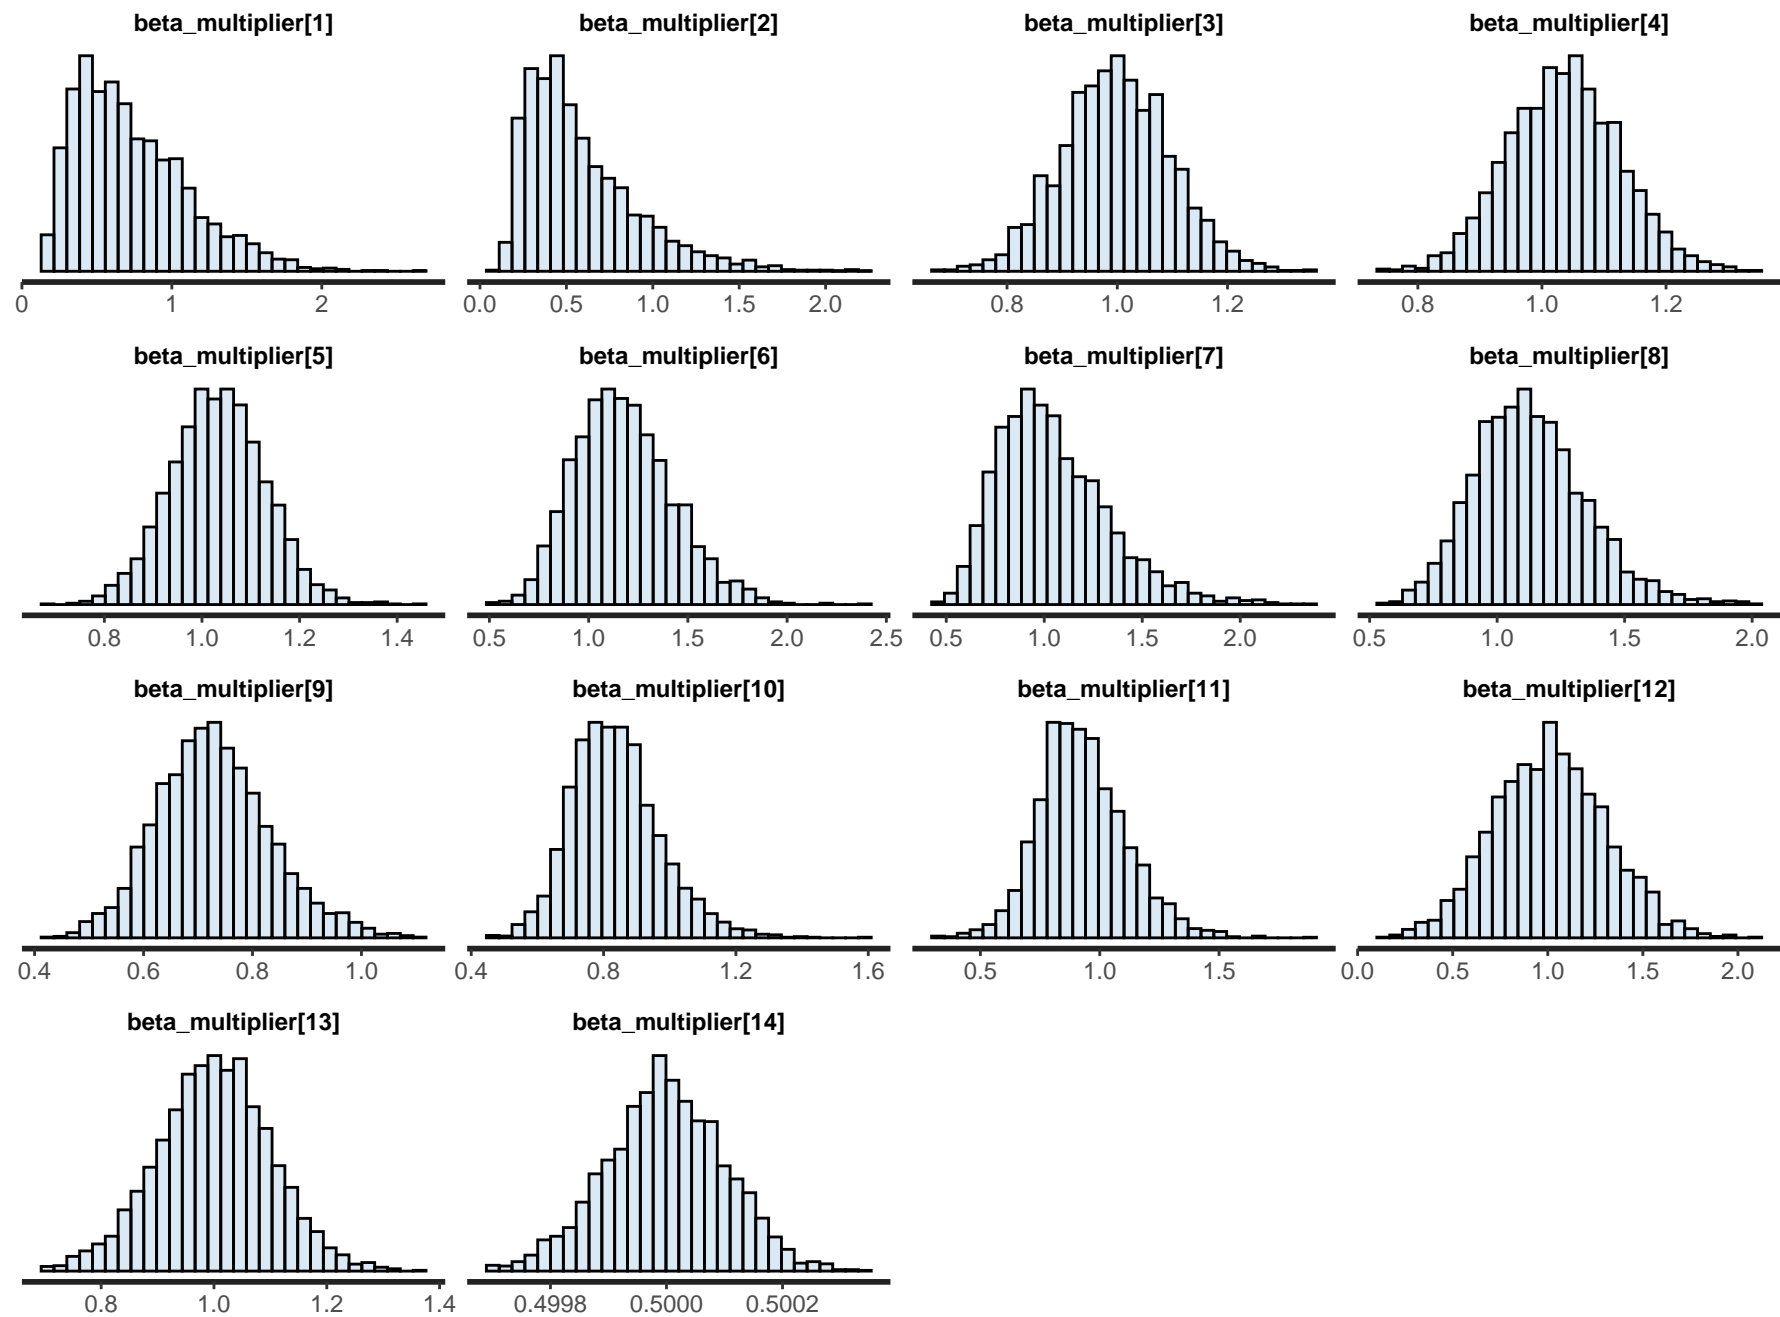 beta_multiplier[1] beta_multiplier[2] beta_multiplier[3] beta_multiplier[4]
0 1 2 0.0 0.5 1.0 1.5 2.0 0.8 1.0 1.2 0.8 1.0 1.2
beta_multiplier[5] beta_multiplier[6] beta_multiplier[7] beta_multiplier[8]
0.8 1.0 1.2 1.4 0.5 1.0 1.5 2.0 2.5 0.5 1.0 1.5 2.0 0.5 1.0 1.5 2.0
beta_multiplier[9] beta_multiplier[10] beta_multiplier[11] beta_multiplier[12]
0.4 0.6 0.8 1.0 0.4 0.8 1.2 1.6 0.5 1.0 1.5 0.0 0.5 1.0 1.5 2.0
beta_multiplier[13] beta_multiplier[14]
0.8 1.0 1.2 1.4 0.4998 0.5000 0.5002